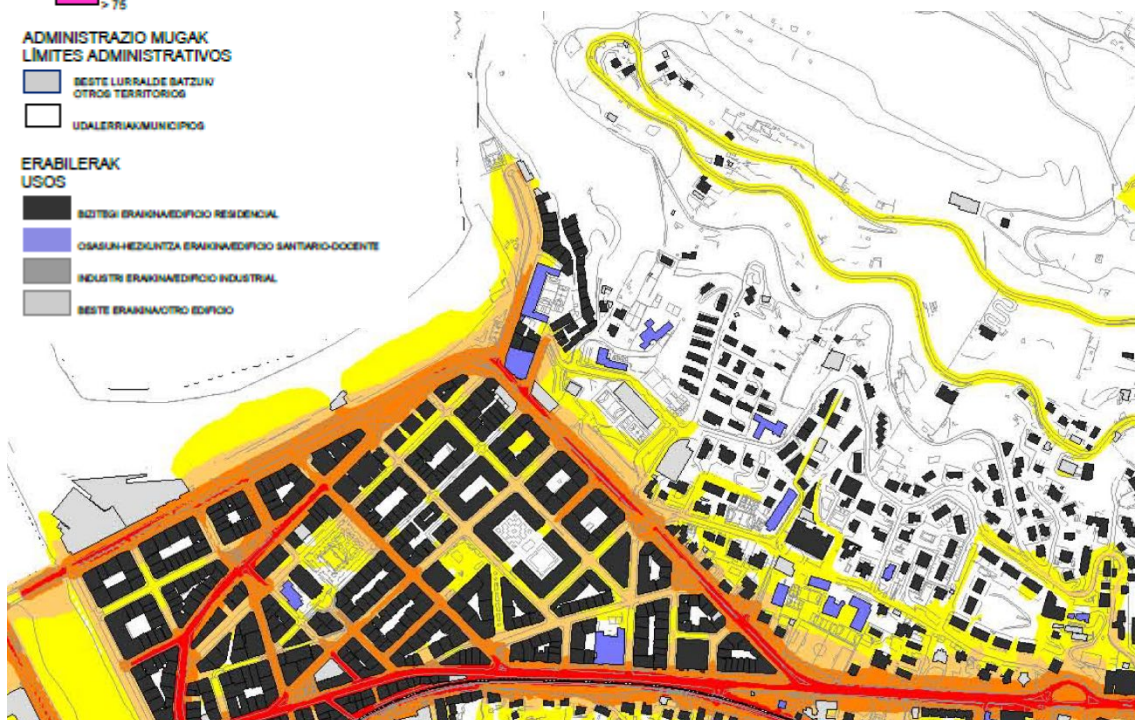 > 75
ADMINISTRAZIO MUGAK
LÍMITES ADMINISTRATIVOS
BESTE LURRALDE BATZUK/
OTROS TERRITORIOS
UDALERRIAK/MUNICIPIOS
ERABILERAK
USOS
BIZITEGI ERAIKINA/EDIFICIO RESIDENCIAL
OSASUN-HEZKUNTZA ERAIKINA/EDIFICIO SANTIARIO-DOCENTE
INDUSTRI ERAIKINA/EDIFICIO INDUSTRIAL
BESTE ERAIKINA/OTRO EDIFICIO